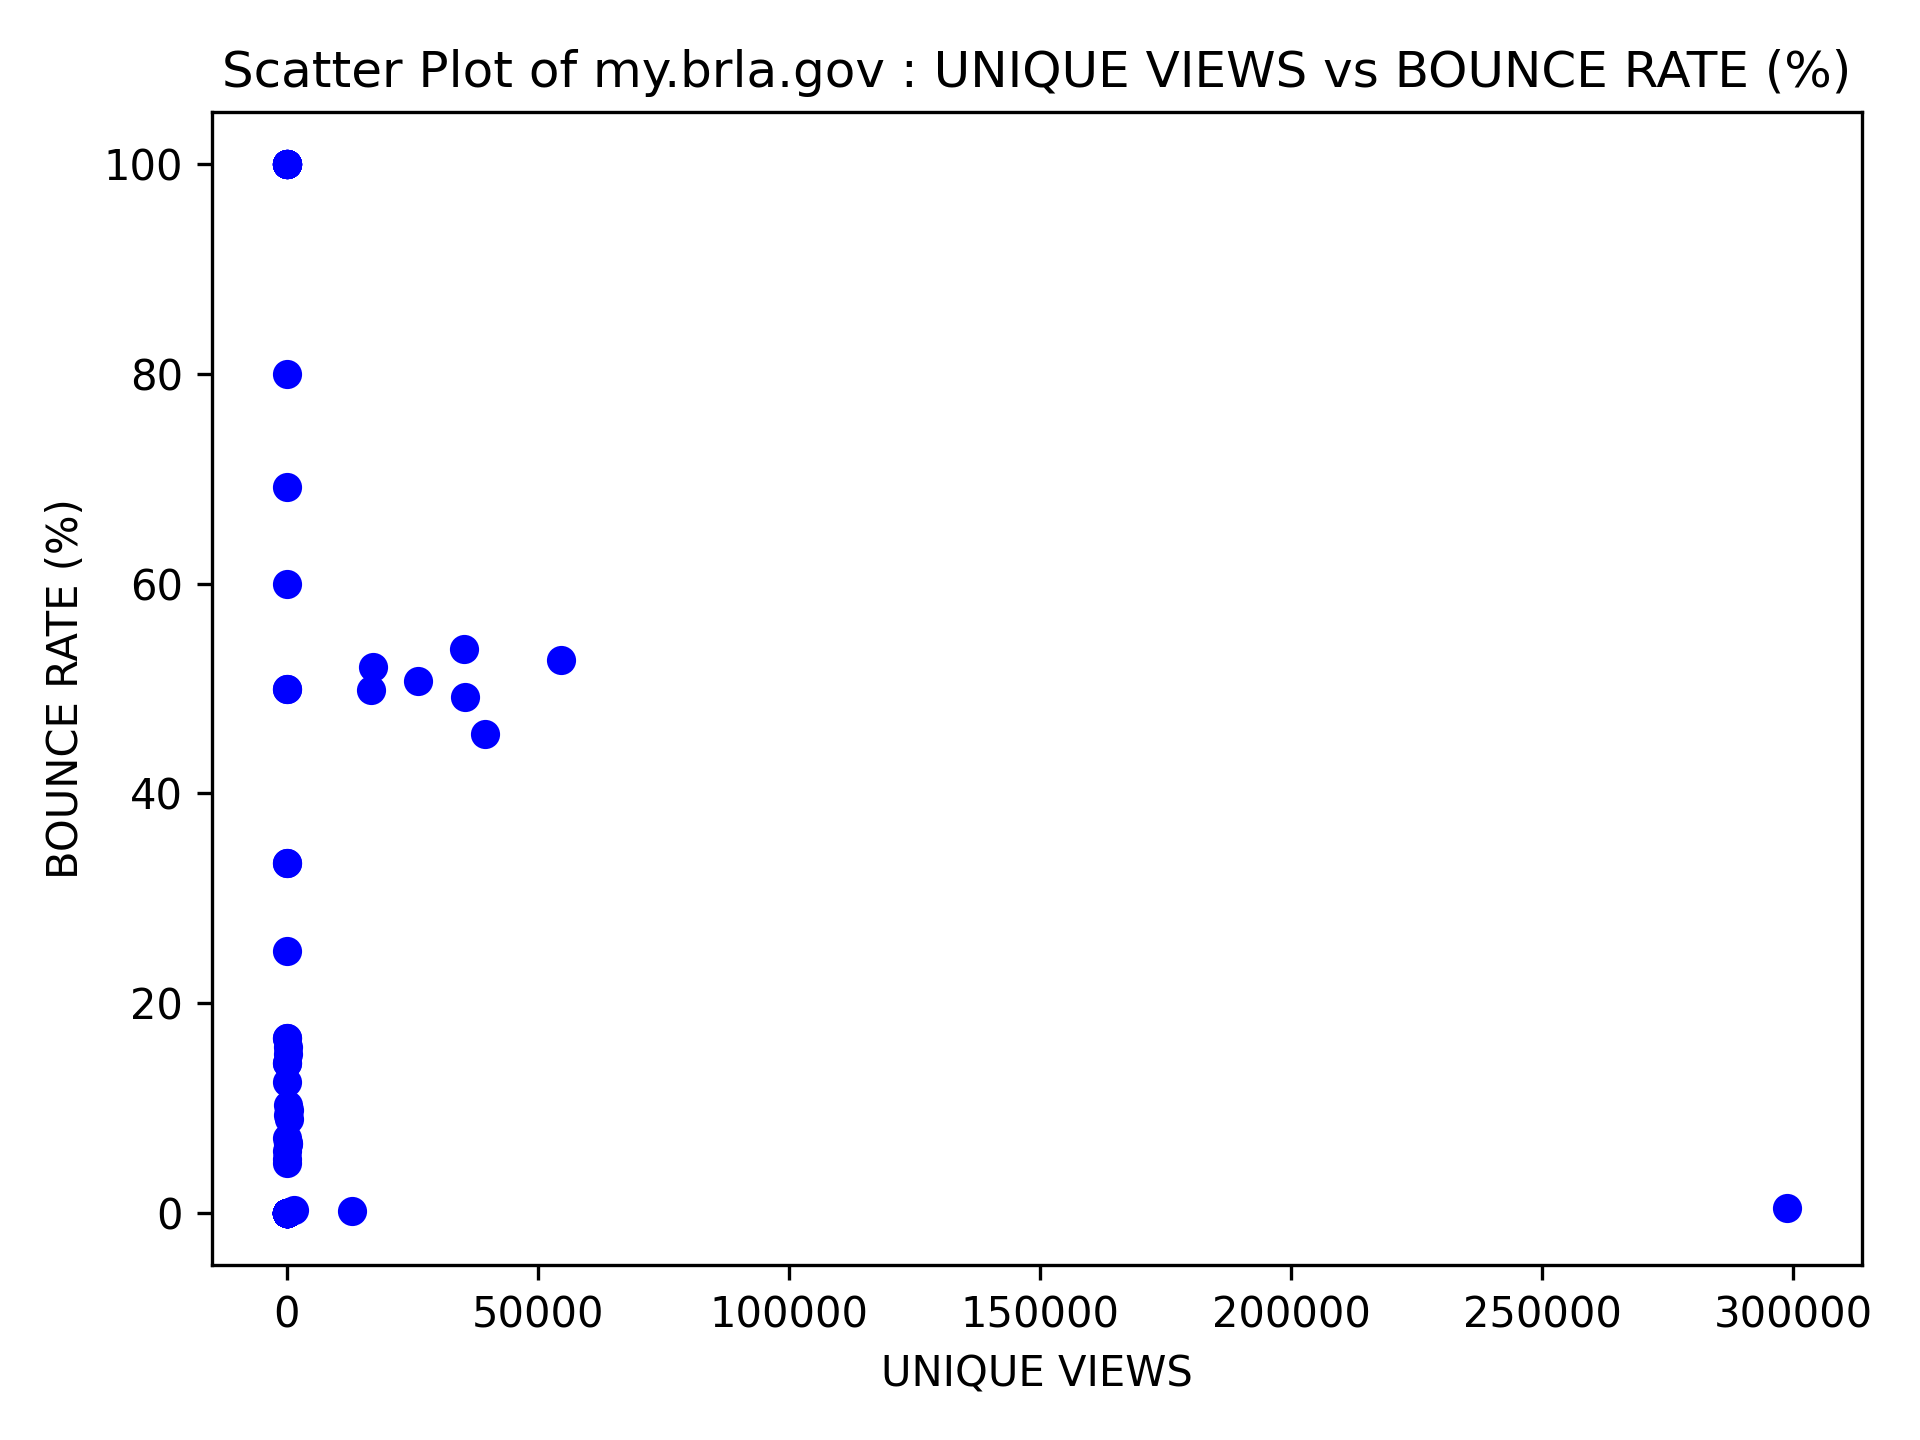 Scatter Plot of my.brla.gov : UNIQUE VIEWS vs BOUNCE RATE (%)
100
80
60
40
20
0
BOUNCE RATE (%)
0 50000 100000 150000 200000 250000 300000
UNIQUE VIEWS